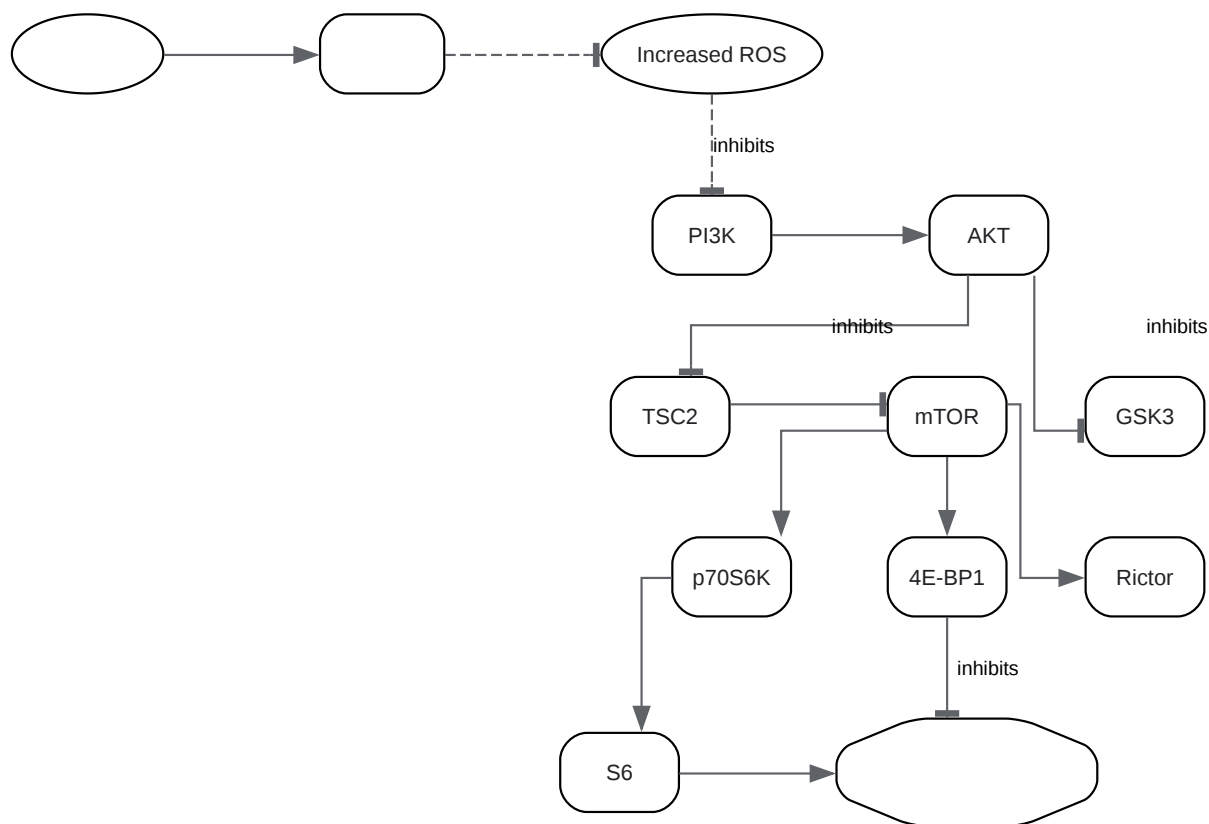 Increased ROS
inhibits
PI3K
AKT
inhibits
inhibits
TSC2
mTOR
GSK3
p70S6K
4E-BP1
Rictor
inhibits
S6